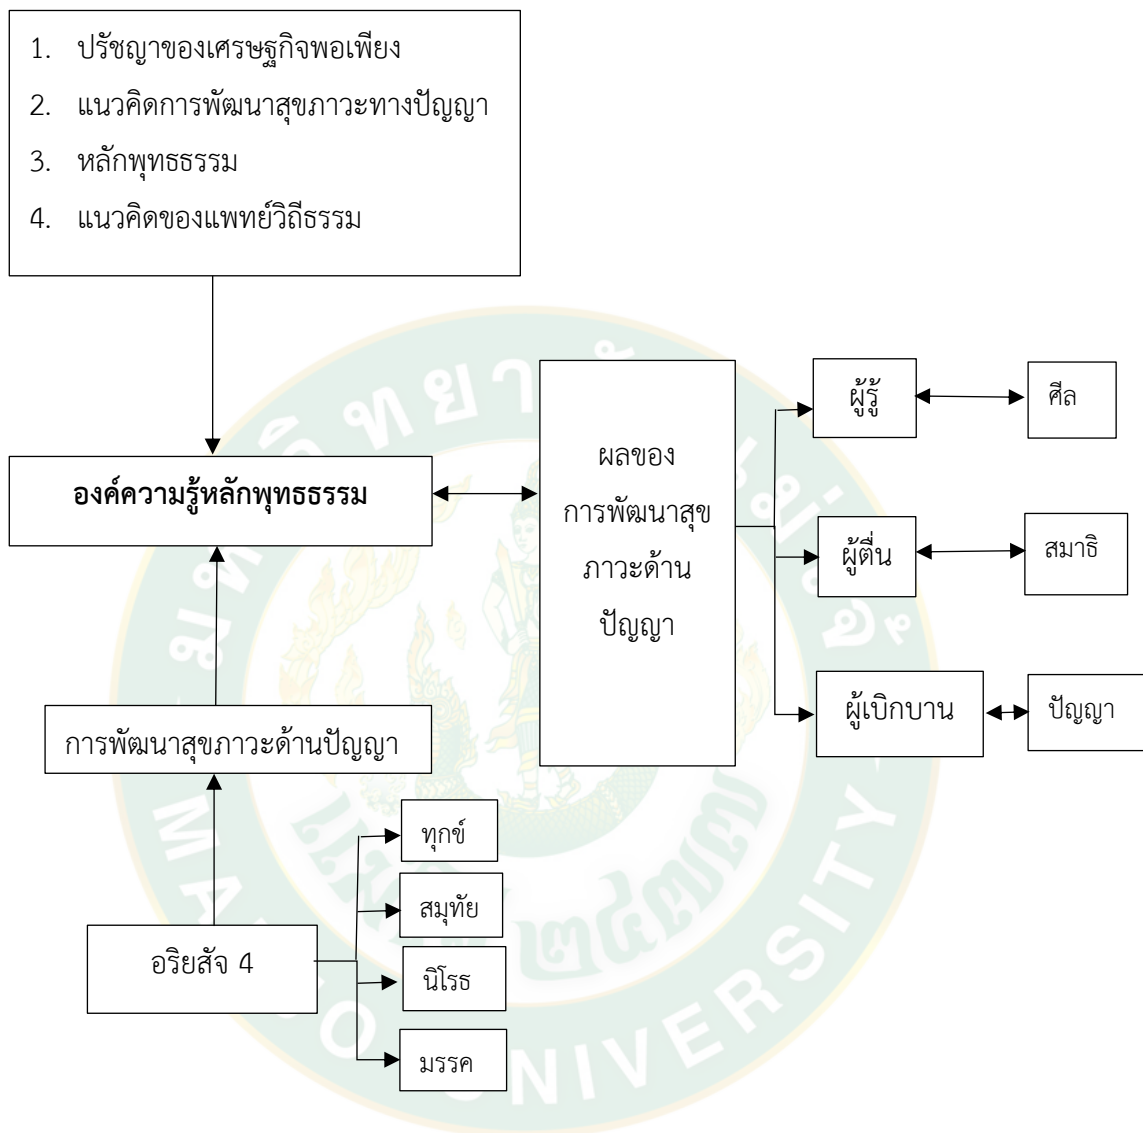 1. ปรัชญาของเศรษฐกิจพอเพียง
2. แนวคิดการพัฒนาสุขภาวะทางปัญญา
3. หลักพุทธธรรม
4. แนวคิดของแพทย์วิถีธรรม
องค์ความรู้หลักพุทธธรรม
ผลของ
การพัฒนาสุข
ภาวะด้าน
ปัญญา
ผู้รู้
ศีล
ผู้ตื่น
สมาธิ
ผู้เบิกบาน
ปัญญา
การพัฒนาสุขภาวะด้านปัญญา
อริยสัจ 4
ทุกข์
สมุทัย
นิโรธ
มรรค
UNIVERSITY
๒๔๗๗